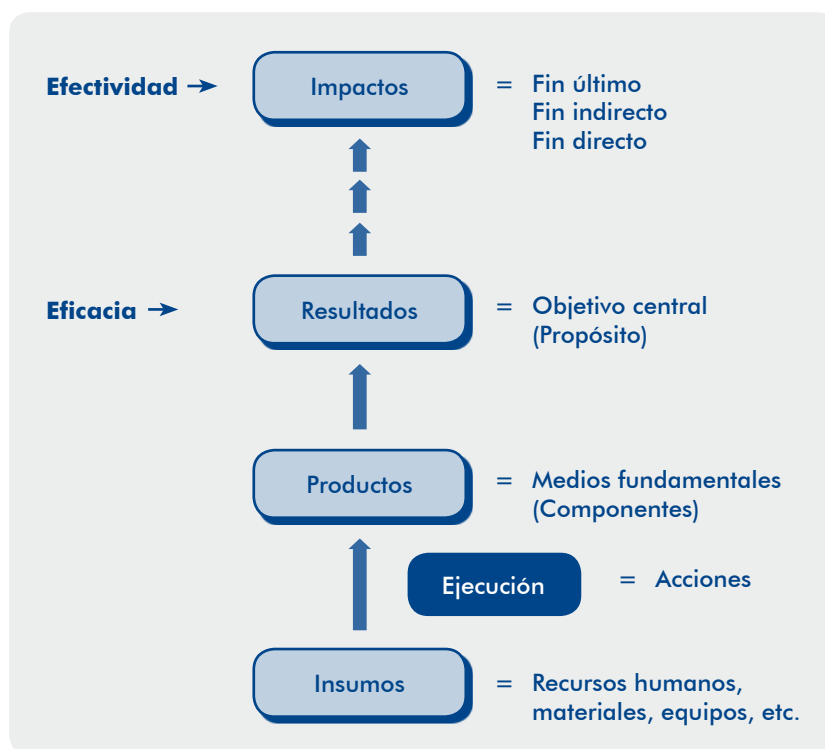 Efectividad → Impactos = Fin último
Fin indirecto
Fin directo
Eficacia → Resultados = Objetivo central
(Propósito)
Productos = Medios fundamentales
(Componentes)
Ejecución = Acciones
Insumos = Recursos humanos,
materiales, equipos, etc.